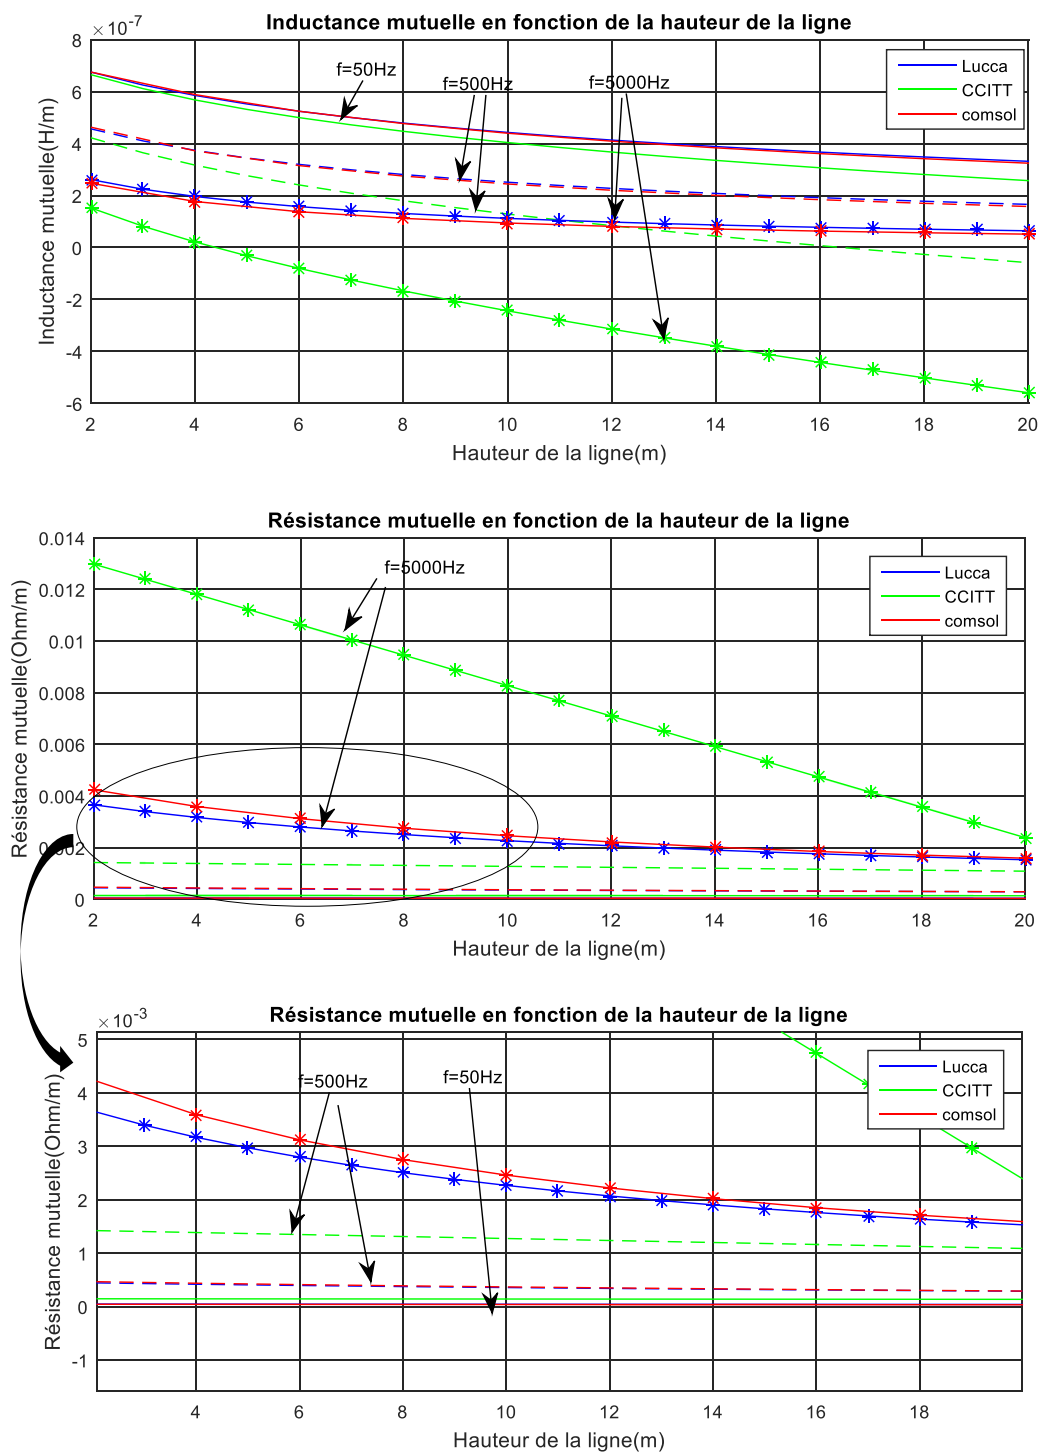 Inductance mutuelle en fonction de la hauteur de la ligne
×10⁻⁷
8
6
4
2
0
-2
-4
-6
Inductance mutuelle(H/m)
f=50Hz
f=500Hz
f=5000Hz
Lucca
CCITT
comsol
2 4 6 8 10 12 14 16 18 20
Hauteur de la ligne(m)
Résistance mutuelle en fonction de la hauteur de la ligne
0.014
0.012
0.01
0.008
0.006
0.004
0.002
0
Résistance mutuelle(Ohm/m)
f=5000Hz
Lucca
CCITT
comsol
2 4 6 8 10 12 14 16 18 20
Hauteur de la ligne(m)
Résistance mutuelle en fonction de la hauteur de la ligne
×10⁻³
5
4
3
2
1
0
-1
Résistance mutuelle(Ohm/m)
f=500Hz
f=50Hz
Lucca
CCITT
comsol
4 6 8 10 12 14 16 18 20
Hauteur de la ligne(m)